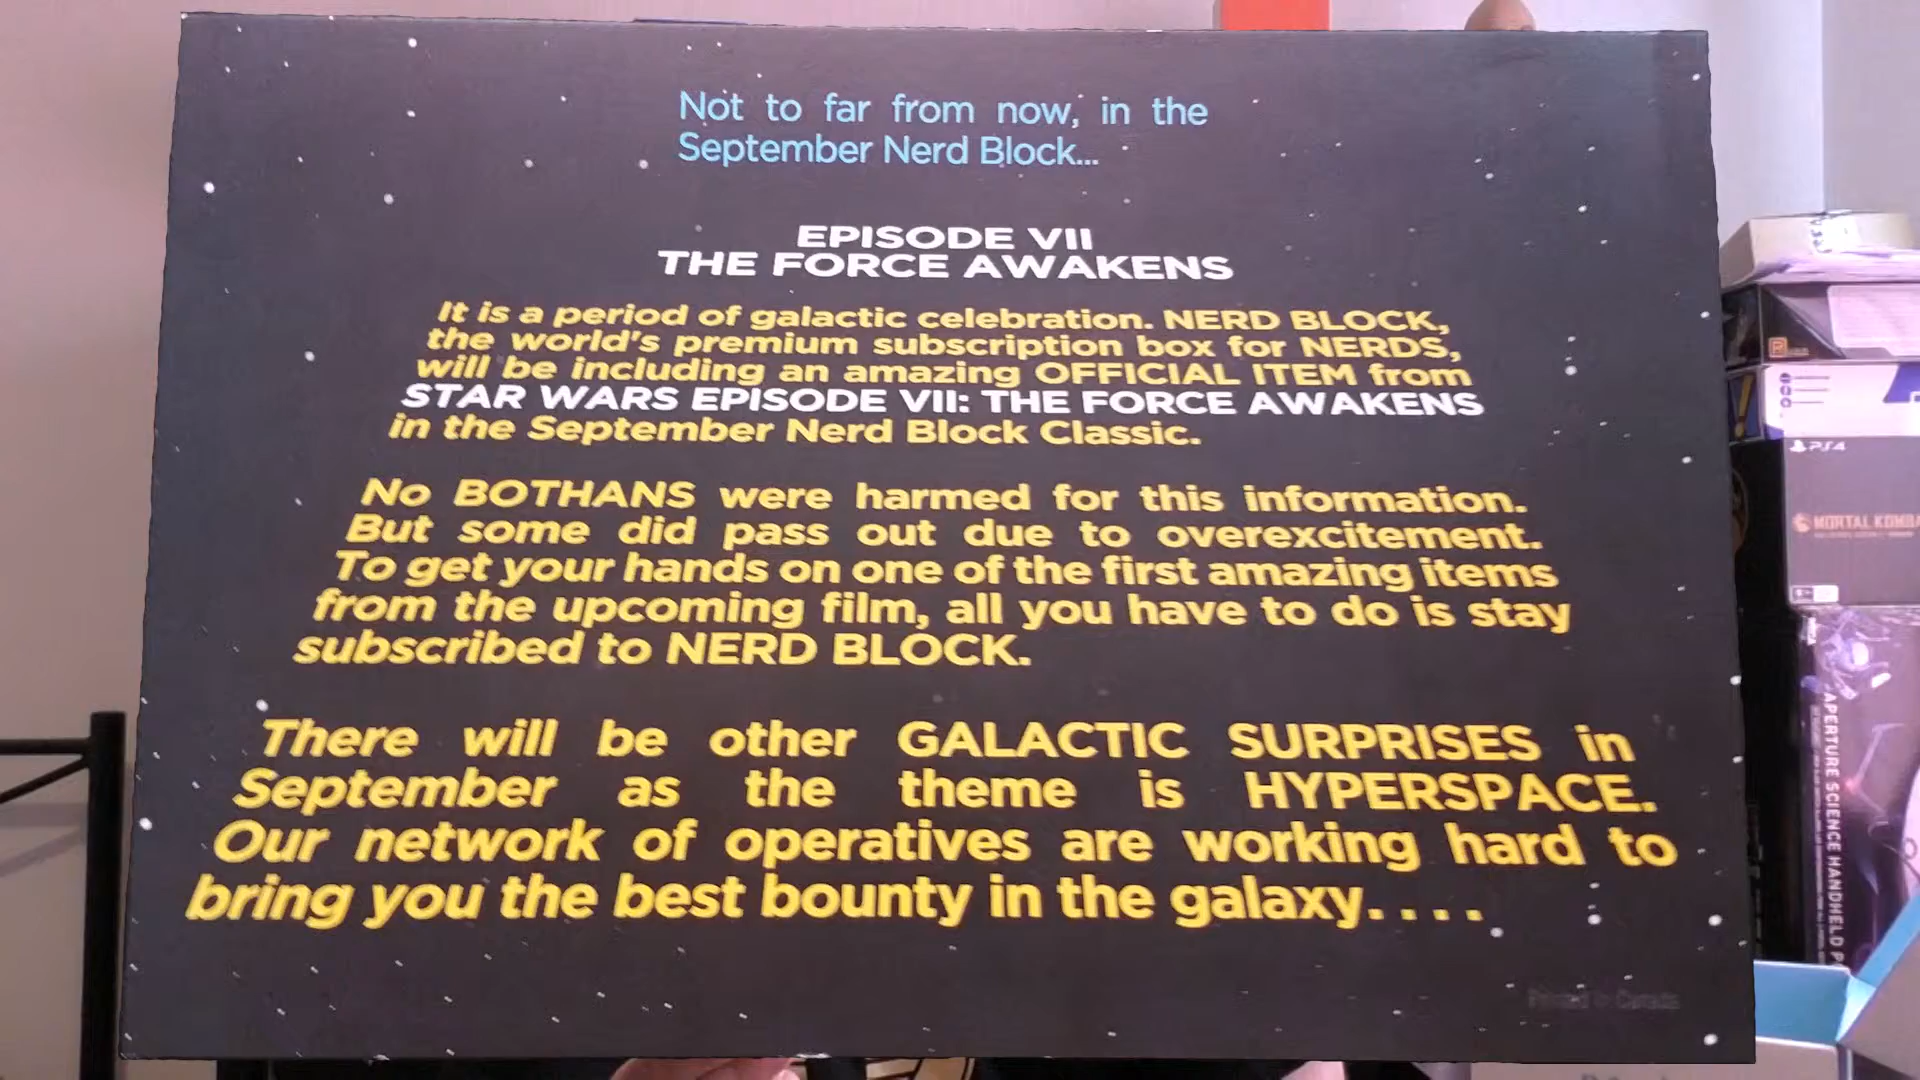 Not to far from now, in the
September Nerd Block...
EPISODE VII
THE FORCE AWAKENS
It is a period of galactic celebration. NERD BLOCK,
the world's premium subscription box for NERDS,
will be including an amazing OFFICIAL ITEM from
STAR WARS EPISODE VII: THE FORCE AWAKENS
in the September Nerd Block Classic.
No BOTHANS were harmed for this information.
But some did pass out due to overexcitement.
To get your hands on one of the first amazing items
from the upcoming film, all you have to do is stay
subscribed to NERD BLOCK.
There will be other GALACTIC SURPRISES in
September as the theme is HYPERSPACE.
Our network of operatives are working hard to
bring you the best bounty in the galaxy. . . .
Printed in Canada
PS4
MORTAL
APERTURE SCIENCE HANDHELD